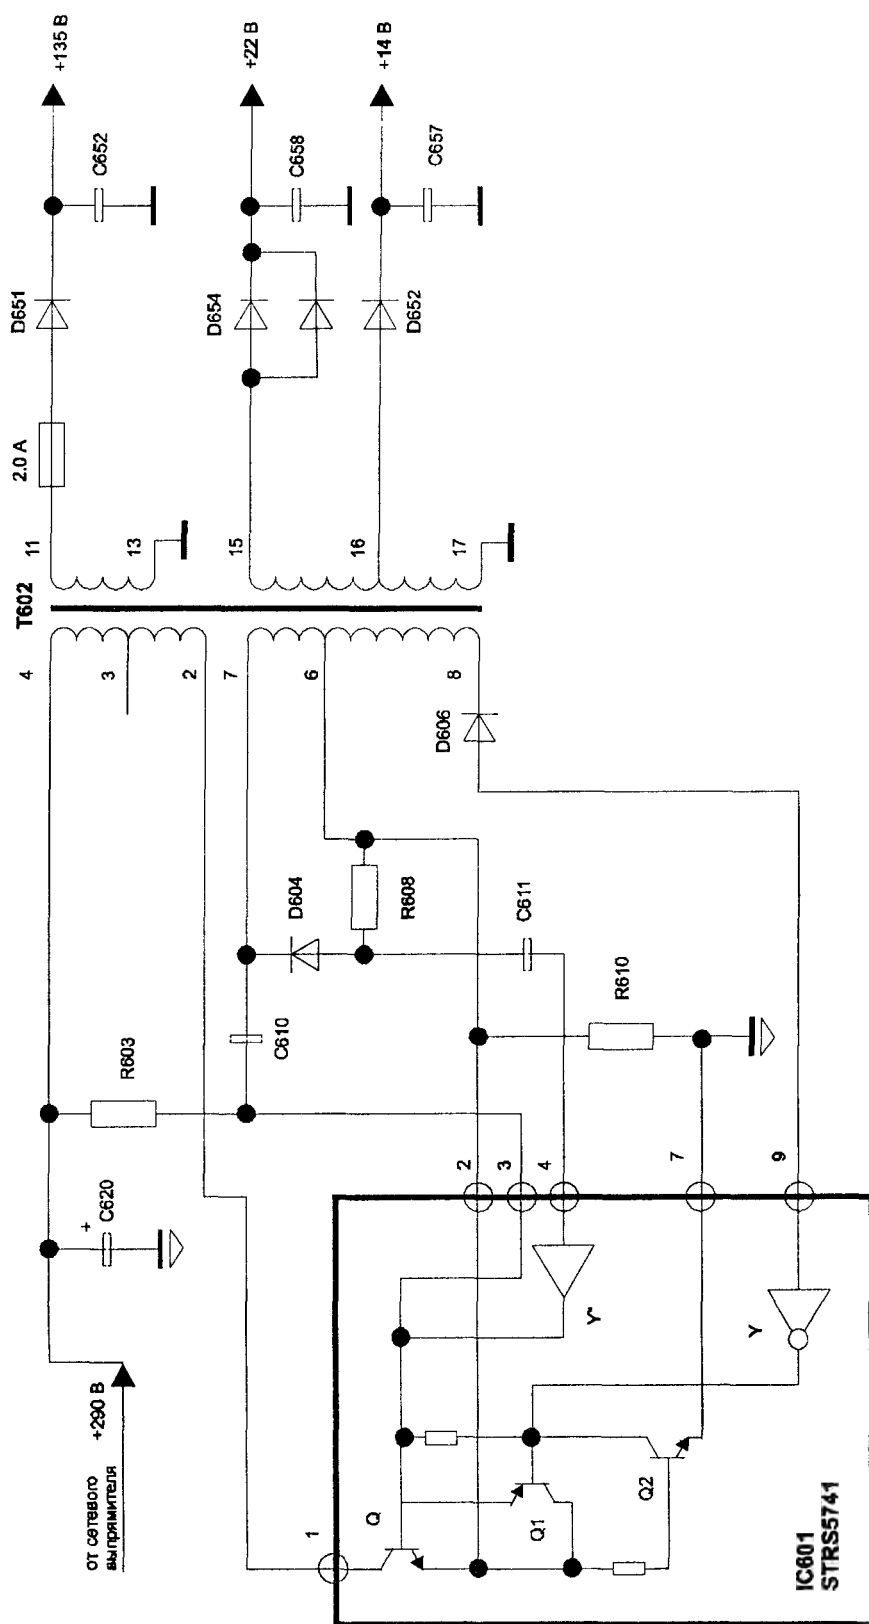 от сетевого
выпрямителя
+290 В
C620
+
R603
C610
D604
R608
C611
R610
D606
T602
4
3
2
7
6
8
11
13
15
16
17
2.0 A
D651
C652
+135 В
D654
C658
+22 В
D652
C657
+14 В
1
2
3
4
7
9
Q
Q1
Q2
Y"
Y
IC601
STRS5741